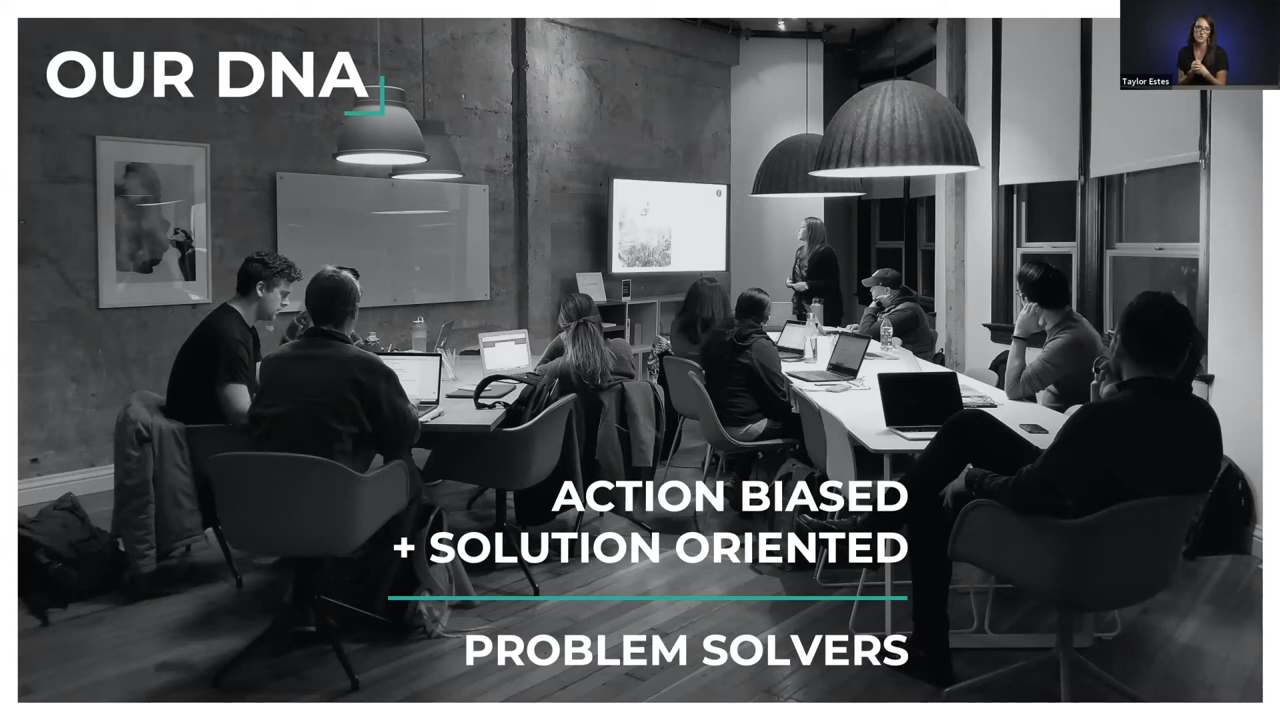 OUR DNA
Taylor Estes
ACTION BIASED
+ SOLUTION ORIENTED
PROBLEM SOLVERS